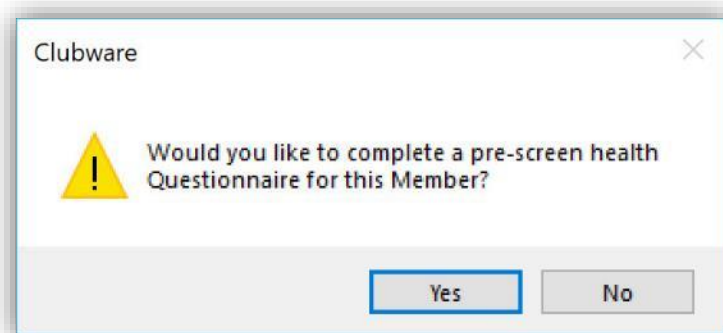 Clubware
Would you like to complete a pre-screen health
Questionnaire for this Member?
Yes
No